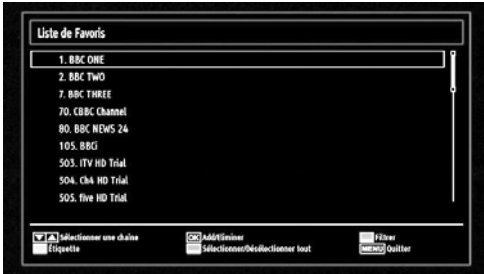 Liste de Favoris
1. BBC ONE
2. BBC TWO
7. BBC THREE
70. CBBC Channel
80. BBC NEWS 24
105. BBCi
503. ITV HD Trial
504. Ch4 HD Trial
505. five HD Trial
Sélectionner une chaîne OK Add/Eliminer Filtrer
Étiquette Sélectionner/Désélectionner tout MENU Quitter